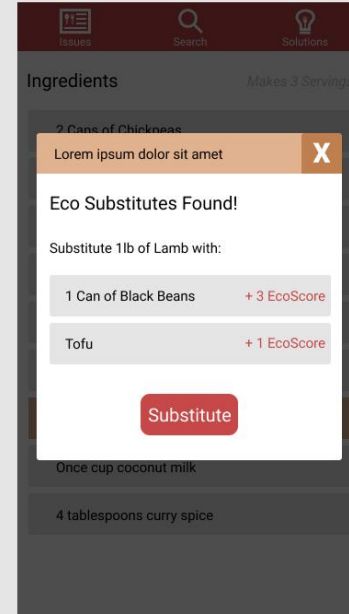 Issues
Search
Solutions
Ingredients
Makes 3 Servings
2 Cans of Chickpeas
Lorem ipsum dolor sit amet
X
Eco Substitutes Found!
Substitute 1lb of Lamb with:
1 Can of Black Beans
+ 3 EcoScore
Tofu
+ 1 EcoScore
Substitute
Once cup coconut milk
4 tablespoons curry spice